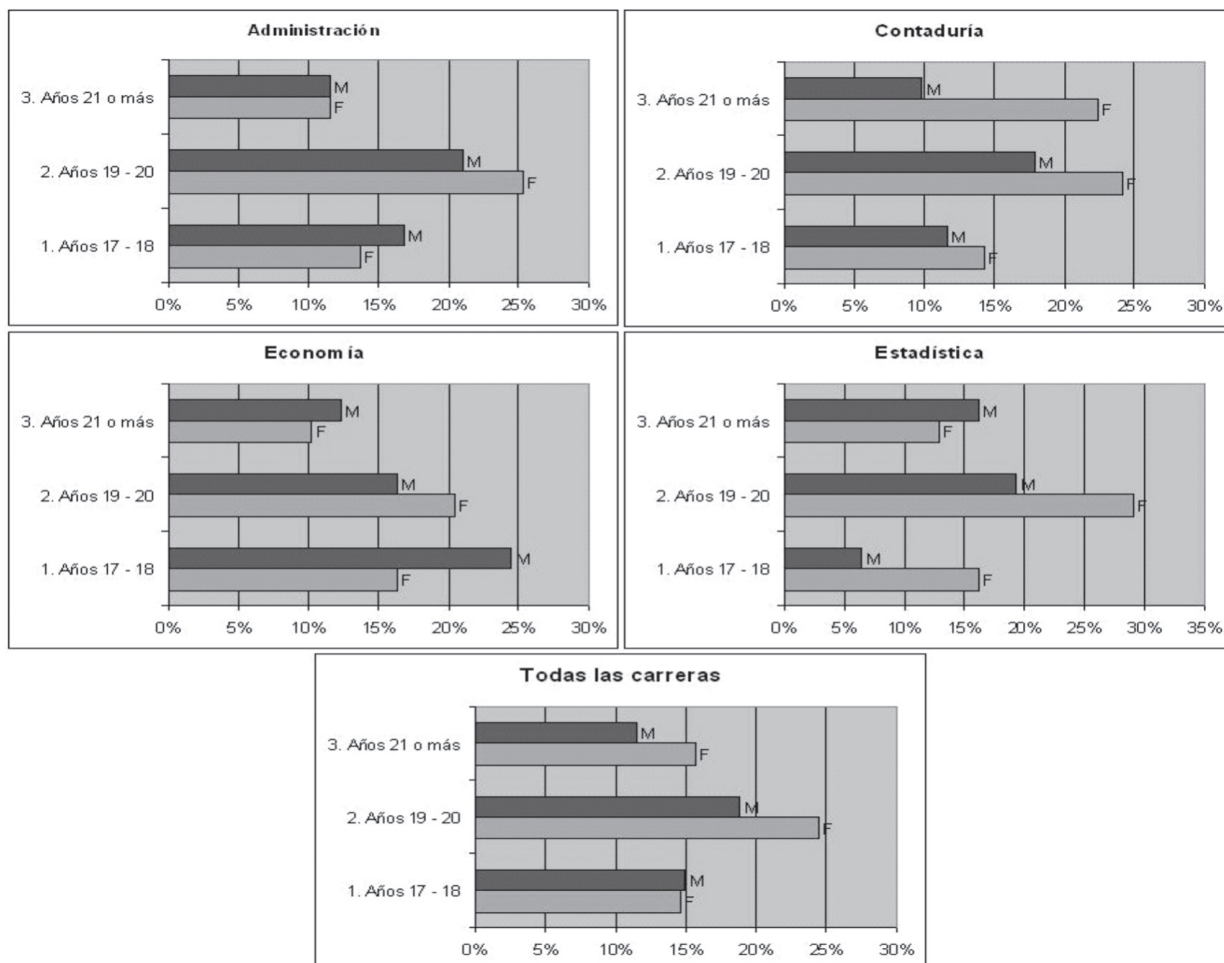 Administración
3. Años 21 o más
M
F
2. Años 19 - 20
M
F
1. Años 17 - 18
M
F
0% 5% 10% 15% 20% 25% 30%
Contaduría
3. Años 21 o más
M
F
2. Años 19 - 20
M
F
1. Años 17 - 18
M
F
0% 5% 10% 15% 20% 25% 30%
Economía
3. Años 21 o más
M
F
2. Años 19 - 20
M
F
1. Años 17 - 18
M
F
0% 5% 10% 15% 20% 25% 30%
Estadística
3. Años 21 o más
M
F
2. Años 19 - 20
M
F
1. Años 17 - 18
M
F
0% 5% 10% 15% 20% 25% 30% 35%
Todas las carreras
3. Años 21 o más
M
F
2. Años 19 - 20
M
F
1. Años 17 - 18
M
F
0% 5% 10% 15% 20% 25% 30%